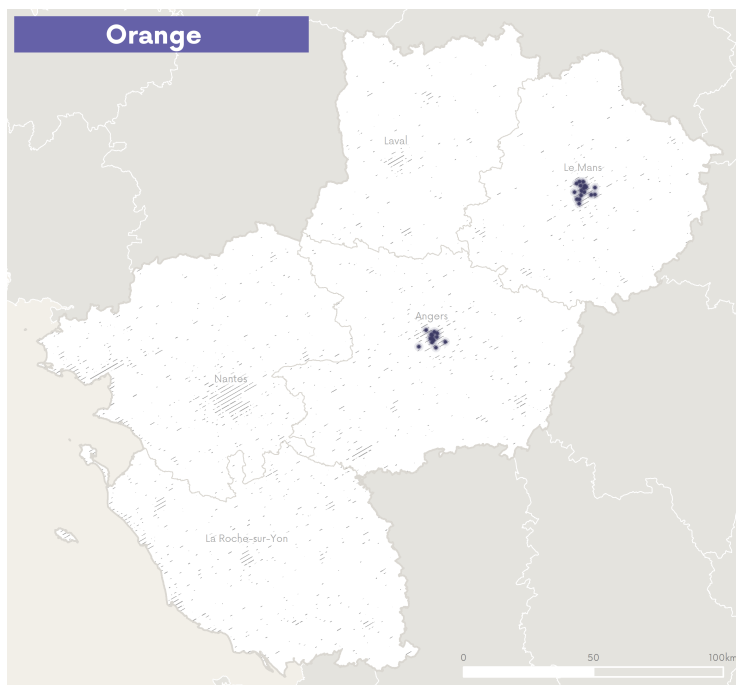 Orange
Laval
Le Mans
Angers
Nantes
La Roche-sur-Yon
0 50 100km